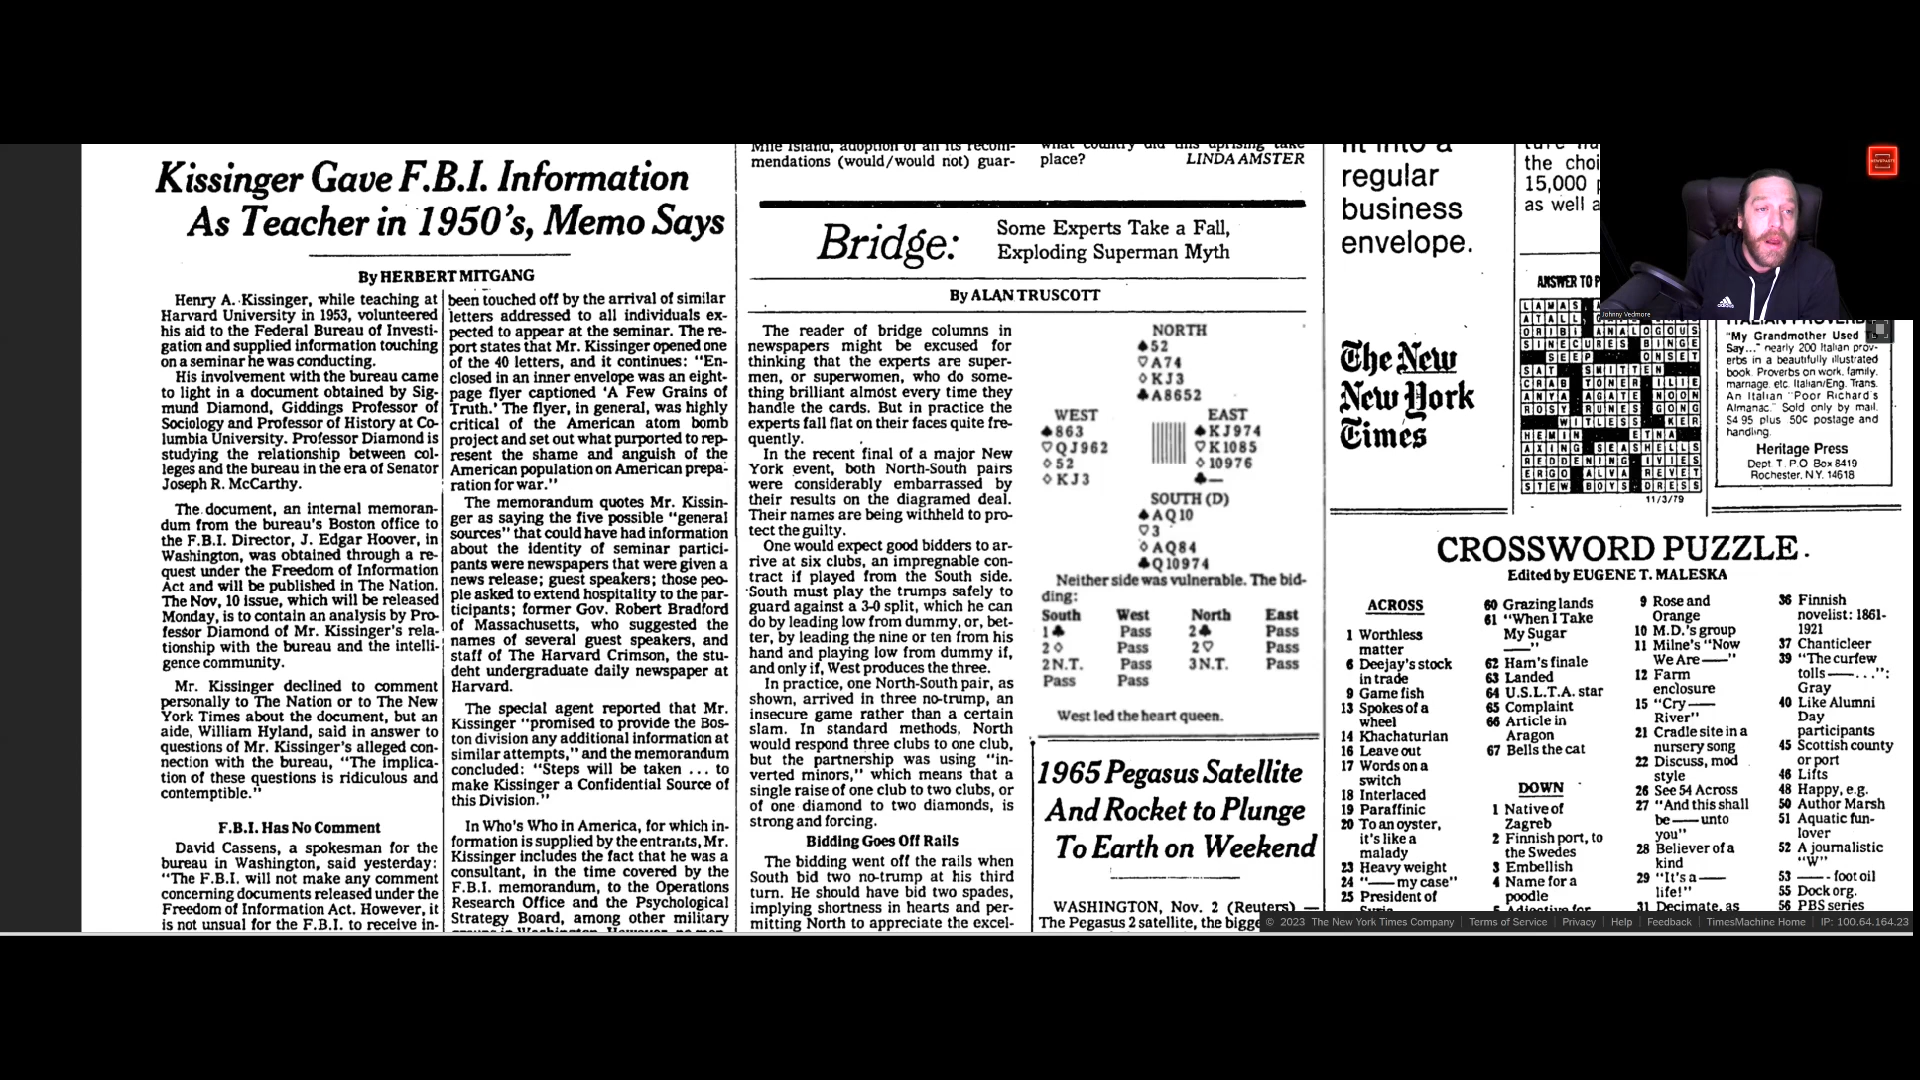 Kissinger Gave F.B.I. Information
As Teacher in 1950's, Memo Says
By HERBERT MITGANG
Henry A. Kissinger, while teaching at
Harvard University in 1953, volunteered
his aid to the Federal Bureau of Investi-
gation and supplied information touching
on a seminar he was conducting.
His involvement with the bureau came
to light in a document obtained by Sig-
mund Diamond, Giddings Professor of
Sociology and Professor of History at Co-
lumbia University. Professor Diamond is
studying the relationship between col-
leges and the bureau in the era of Senator
Joseph R. McCarthy.
The document, an internal memoran-
dum from the bureau's Boston office to
the F.B.I. Director, J. Edgar Hoover, in
Washington, was obtained through a re-
quest under the Freedom of Information
Act and will be published in The Nation.
The Nov. 10 issue, which will be released
Monday, is to contain an analysis by Pro-
fessor Diamond of Mr. Kissinger's rela-
tionship with the bureau and the intelli-
gence community.
Mr. Kissinger declined to comment
personally to The Nation or to The New
York Times about the document, but an
aide, William Hyland, said in answer to
questions of Mr. Kissinger's alleged con-
nection with the bureau, "The implica-
tion of these questions is ridiculous and
contemptible."
F.B.I. Has No Comment
David Cassens, a spokesman for the
bureau in Washington, said yesterday:
"The F.B.I. will not make any comment
concerning documents released under the
Freedom of Information Act. However, it
is not unusual for the F.B.I. to receive in-
been touched off by the arrival of similar
letters addressed to all individuals ex-
pected to appear at the seminar. The re-
port states that Mr. Kissinger opened one
of the 40 letters, and it continues: "En-
closed in an inner envelope was an eight-
page flyer captioned 'A Few Grains of
Truth.' The flyer, in general, was highly
critical of the American atom bomb
project and set out what purported to rep-
resent the shame and anguish of the
American population on American prepa-
ration for war."
The memorandum quotes Mr. Kissin-
ger as saying the five possible "general
sources" that could have had information
about the identity of seminar partici-
pants were newspapers that were given a
news release; guest speakers; those peo-
ple asked to extend hospitality to the par-
ticipants; former Gov. Robert Bradford
of Massachusetts, who suggested the
names of several guest speakers, and
staff of The Harvard Crimson, the stu-
debt undergraduate daily newspaper at
Harvard.
The special agent reported that Mr.
Kissinger "promised to provide the Bos-
ton division any additional information at
similar attempts," and the memorandum
concluded: "Steps will be taken ... to
make Kissinger a Confidential Source of
this Division."
In Who's Who in America, for which in-
formation is supplied by the entrants, Mr.
Kissinger includes the fact that he was a
consultant, in the time covered by the
F.B.I. memorandum, to the Operations
Research Office and the Psychological
Strategy Board, among other military
Mile Island, adoption of all its recom-
mendations (would/would not) guar-
what country did this uprising take
place? LINDA AMSTER
Bridge:
Some Experts Take a Fall,
Exploding Superman Myth
By ALAN TRUSCOTT
The reader of bridge columns in
newspapers might be excused for
thinking that the experts are super-
men, or superwomen, who do some-
thing brilliant almost every time they
handle the cards. But in practice the
experts fall flat on their faces quite fre-
quently.
In the recent final of a major New
York event, both North-South pairs
were considerably embarrassed by
their results on the diagramed deal.
Their names are being withheld to pro-
tect the guilty.
One would expect good bidders to ar-
rive at six clubs, an impregnable con-
tract if played from the South side.
South must play the trumps safely to
guard against a 3-0 split, which he can
do by leading low from dummy, or, bet-
ter, by leading the nine or ten from his
hand and playing low from dummy if,
and only if, West produces the three.
In practice, one North-South pair, as
shown, arrived in three no-trump, an
insecure game rather than a certain
slam. In standard methods, North
would respond three clubs to one club,
but the partnership was using "in-
verted minors," which means that a
single raise of one club to two clubs, or
of one diamond to two diamonds, is
strong and forcing.
Bidding Goes Off Rails
The bidding went off the rails when
South bid two no-trump at his third
turn. He should have bid two spades,
implying shortness in hearts and per-
mitting North to appreciate the excel-
NORTH
♠52
♡A74
◇KJ3
♣A8652
WEST
♠863
♡QJ962
◇52
◇KJ3
EAST
♠KJ974
♡K1085
◇10976
♣—
SOUTH (D)
♠AQ10
♡3
◇AQ84
♣Q10974
Neither side was vulnerable. The bid-
ding:
South West North East
1♣ Pass 2♣ Pass
2◇ Pass 2♡ Pass
2N.T. Pass 3N.T. Pass
Pass Pass
West led the heart queen.
1965 Pegasus Satellite
And Rocket to Plunge
To Earth on Weekend
WASHINGTON, Nov. 2 (Reuters) —
The Pegasus 2 satellite, the bigge
fit into a
regular
business
envelope.
The New
New York
Times
the choi
15,000
as well a
ANSWER TO P
11/3/79
"My Grandmother Used
Say..." nearly 200 Italian prov-
erbs in a beautifully illustrated
book. Proverbs on work, family,
marriage, etc. Italian/Eng. Trans.
An Italian "Poor Richard's
Almanac." Sold only by mail.
$4.95 plus 50¢ postage and
handling.
Heritage Press
Dept. T. P.O. Box 8419
Rochester, N.Y. 14618
Johnny Vedmore
adidas
CROSSWORD PUZZLE.
Edited by EUGENE T. MALESKA
ACROSS
1 Worthless
matter
6 Deejay's stock
in trade
9 Game fish
13 Spokes of a
wheel
14 Khachaturian
16 Leave out
17 Words on a
switch
18 Interlaced
19 Paraffinic
20 To an oyster,
it's like a
malady
23 Heavy weight
24 "—— my case"
25 President of
Syria
60 Grazing lands
61 "When I Take
My Sugar
——"
62 Ham's finale
63 Landed
64 U.S.L.T.A. star
65 Complaint
66 Article in
Aragon
67 Bells the cat
DOWN
1 Native of
Zagreb
2 Finnish port, to
the Swedes
3 Embellish
4 Name for a
poodle
5 Adjective for
9 Rose and
Orange
10 M.D.'s group
11 Milne's "Now
We Are ——"
12 Farm
enclosure
15 "Cry ——
River"
21 Cradle site in a
nursery song
22 Discuss, mod
style
26 See 54 Across
27 "And this shall
be —— unto
you"
28 Believer of a
kind
29 "It's a ——
life!"
31 Decimate, as
36 Finnish
novelist: 1861-
1921
37 Chanticleer
39 "The curfew
tolls —— . . .":
Gray
40 Like Alumni
Day
participants
45 Scottish county
or port
46 Lifts
48 Happy, e.g.
50 Author Marsh
51 Aquatic fun-
lover
52 A journalistic
"W"
53 —— - foot oil
55 Dock org.
56 PBS series
© 2023 The New York Times Company Terms of Service Privacy Help Feedback TimesMachine Home IP: 100.64.164.23